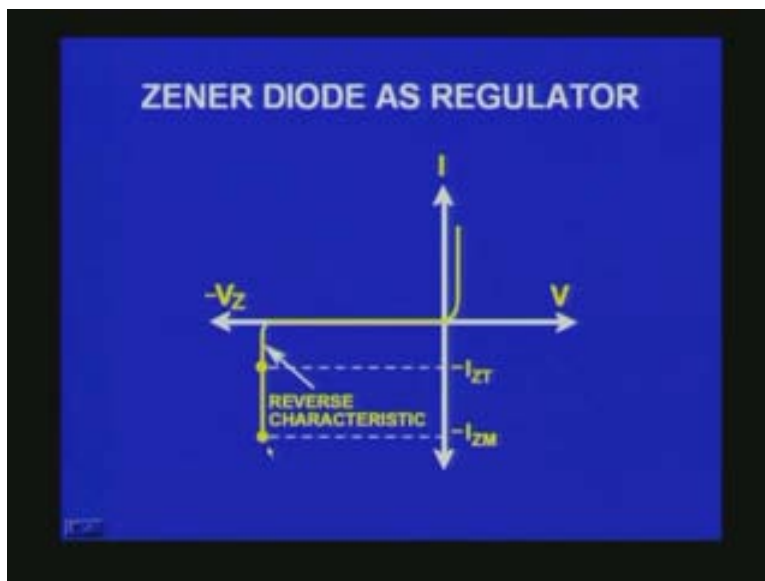 ZENER DIODE AS REGULATOR
I
–VZ
V
–IZT
REVERSE
CHARACTERISTIC
–IZM